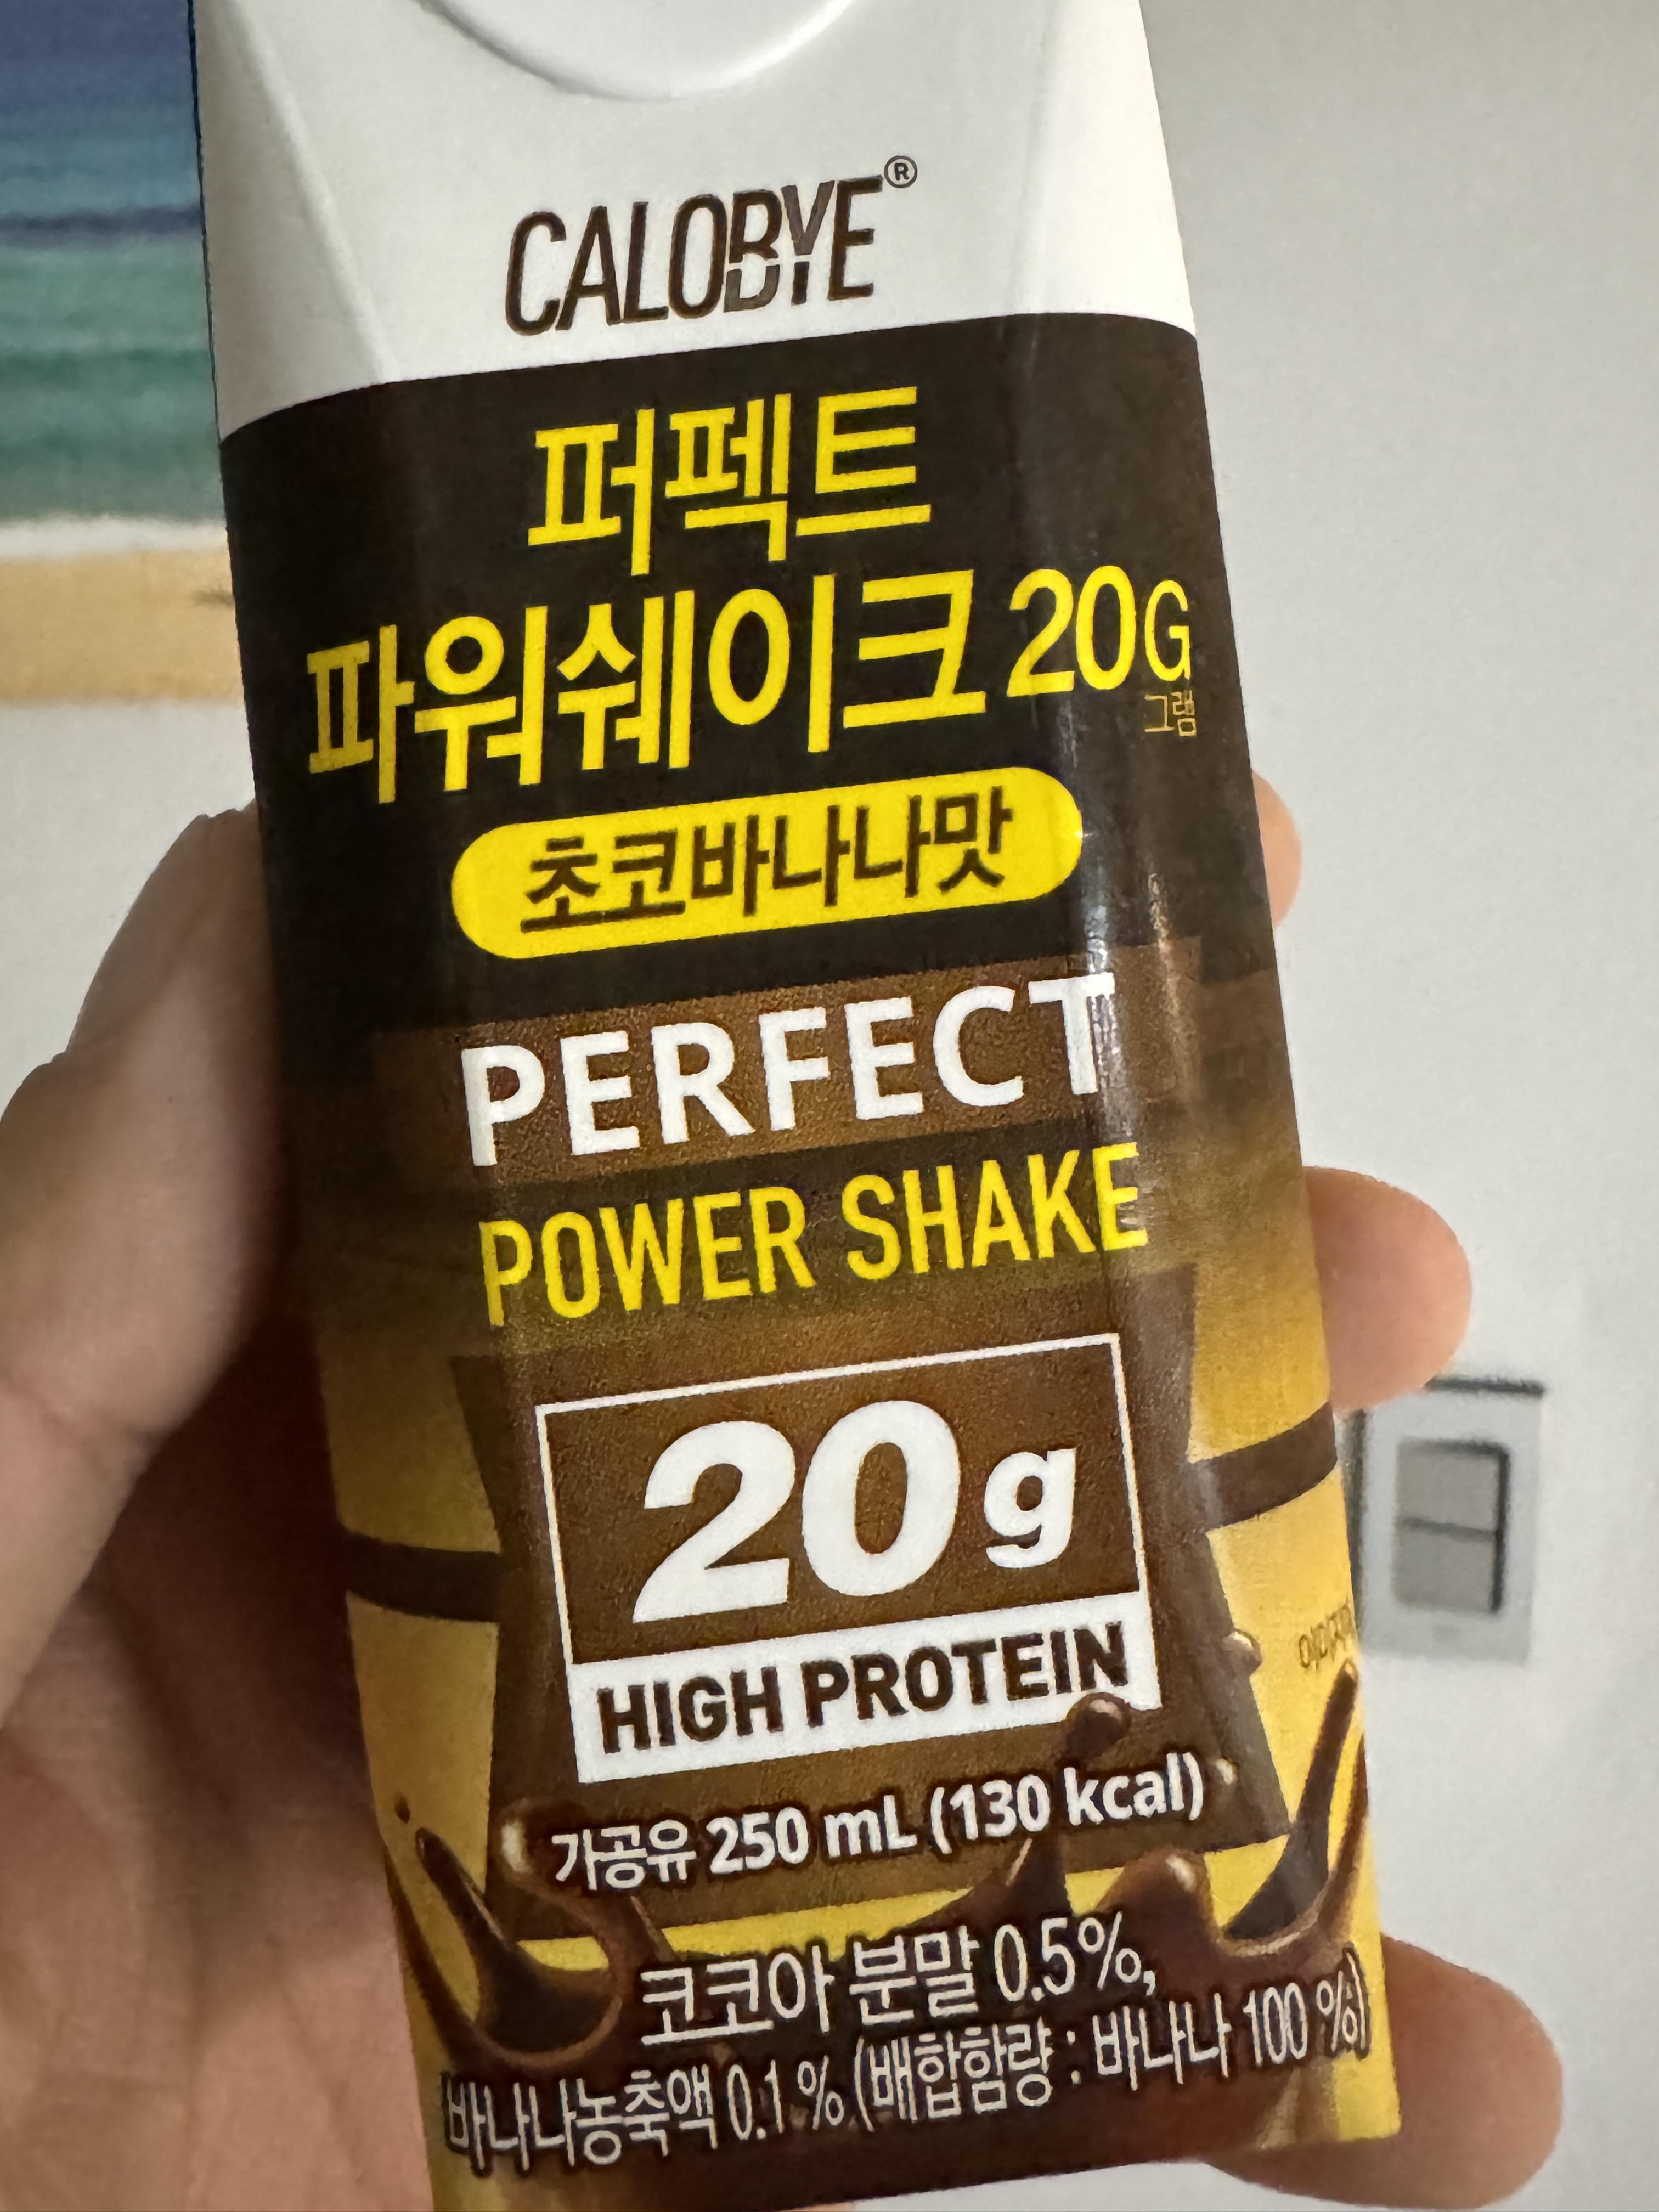 CALOBYE®
퍼펙트
파워쉐이크 20G
그램
초코바나나맛
PERFECT
POWER SHAKE
20g
HIGH PROTEIN
가공유 250 mL (130 kcal)
코코아 분말 0.5%,
바나나농축액 0.1 % (배합함량 : 바나나 100 %)